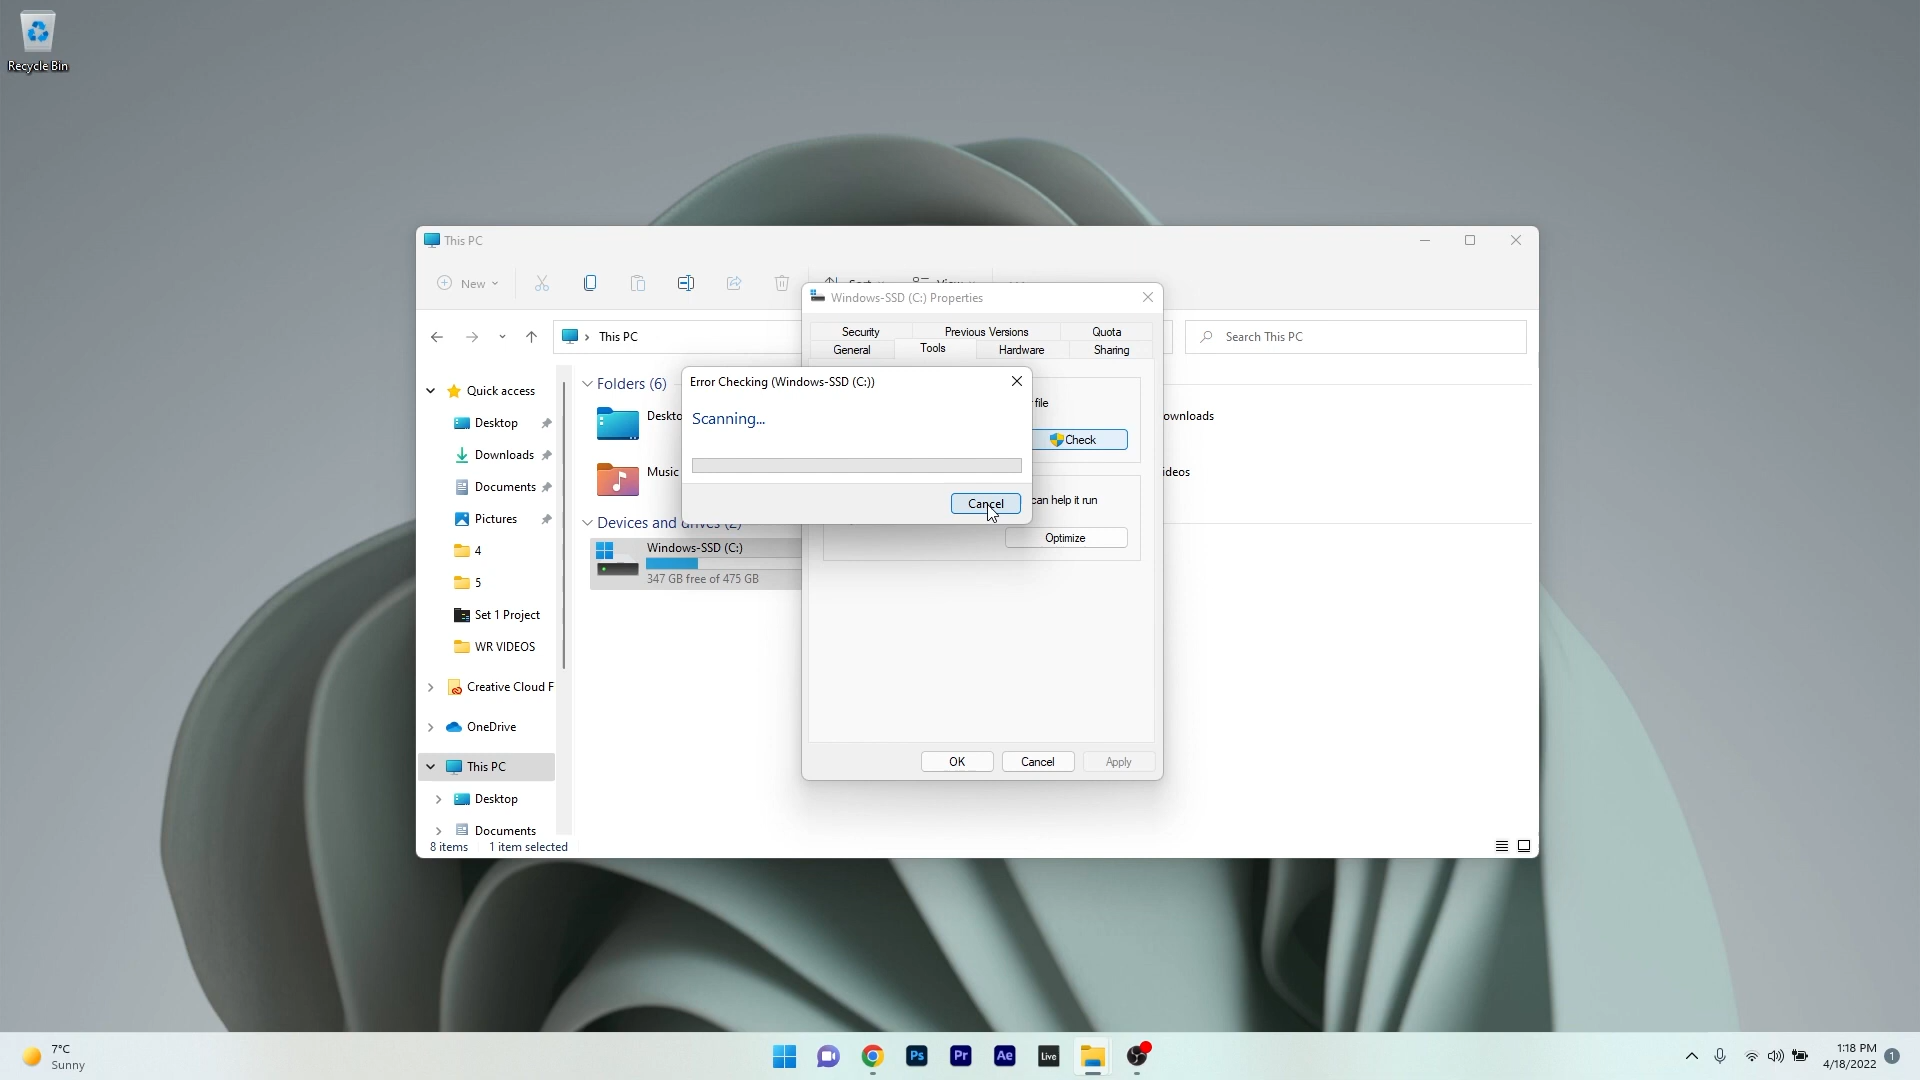 Recycle Bin
This PC
New
Windows-SSD (C:) Properties
This PC
Search This PC
Security
Previous Versions
Quota
General
Tools
Hardware
Sharing
Quick access
Desktop
Downloads
Documents
Pictures
4
5
Set 1 Project
WR VIDEOS
Creative Cloud F
OneDrive
This PC
Desktop
Documents
Folders (6)
Deskto
Music
ownloads
ideos
Error Checking (Windows-SSD (C:))
Scanning...
Cancel
file
Check
can help it run
Optimize
Devices and drives (2)
Windows-SSD (C:)
347 GB free of 475 GB
OK
Cancel
Apply
8 items
1 item selected
7°C
Sunny
Ps
Pr
Ae
Live
1:18 PM
4/18/2022
1